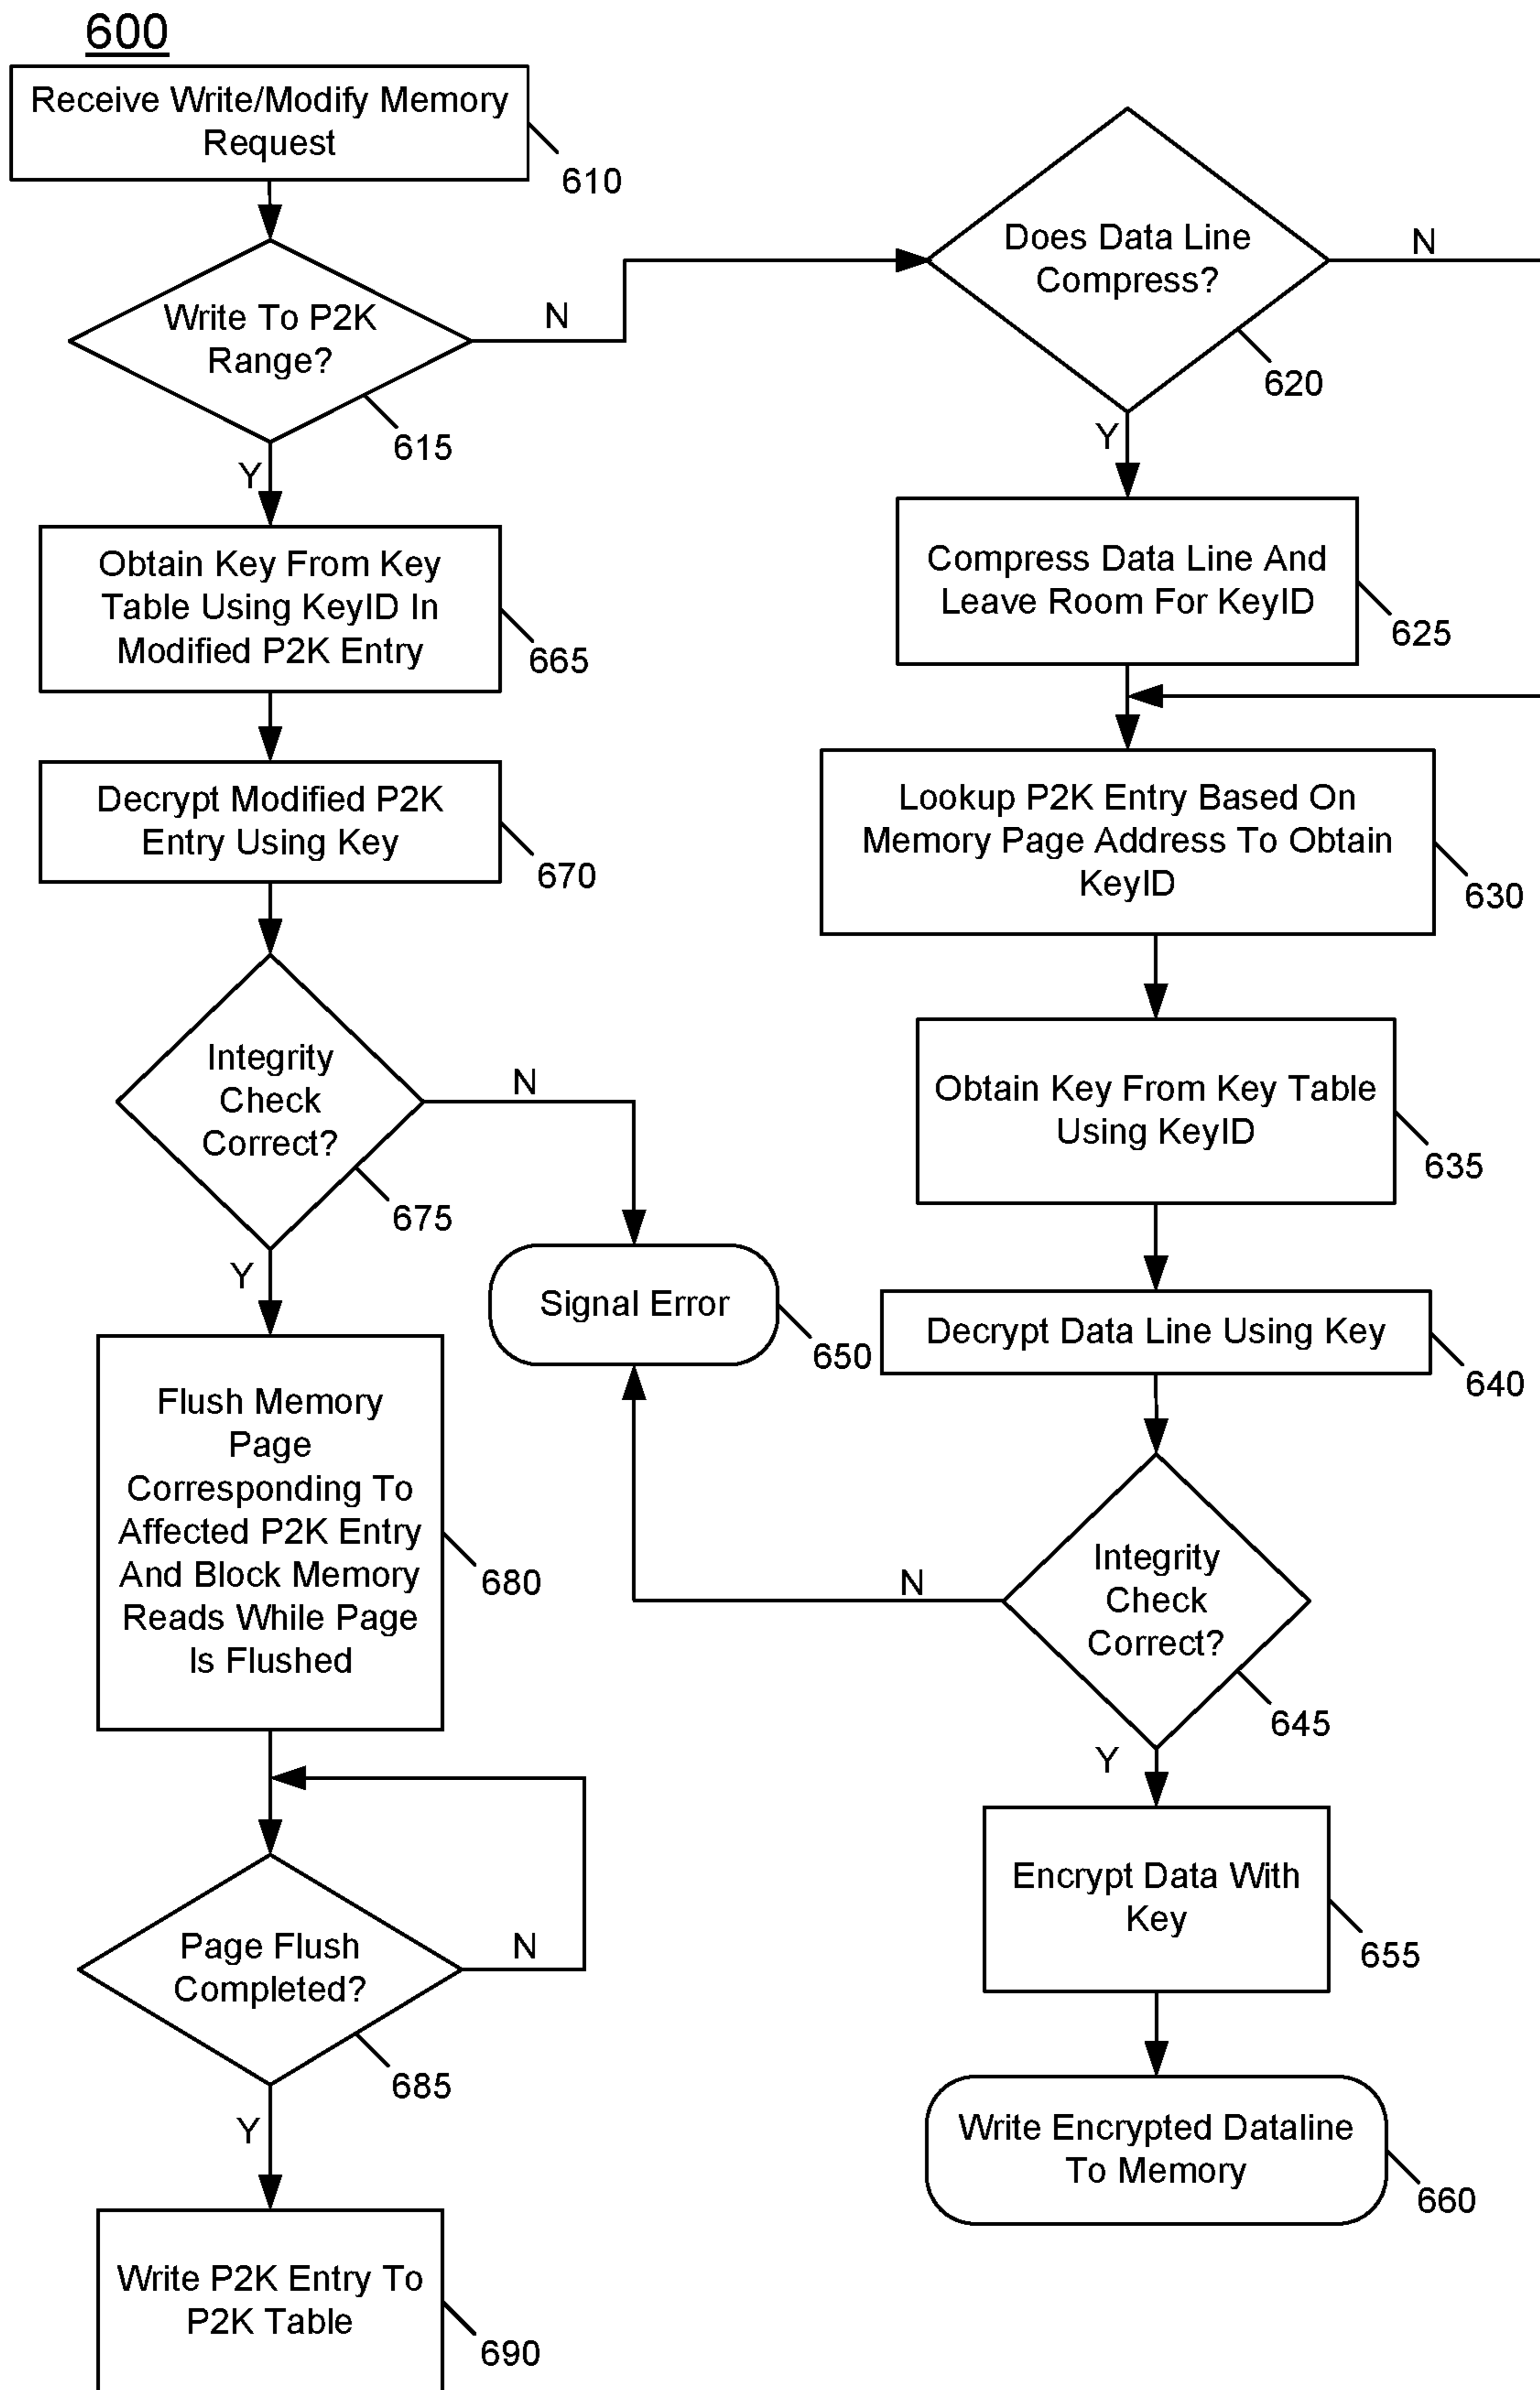 600
Receive Write/Modify Memory
Request
610
Write To P2K
Range?
N
615
Y
Obtain Key From Key
Table Using KeyID In
Modified P2K Entry
665
Decrypt Modified P2K
Entry Using Key
670
Integrity
Check
Correct?
N
675
Y
Flush Memory
Page
Corresponding To
Affected P2K Entry
And Block Memory
Reads While Page
Is Flushed
680
Page Flush
Completed?
N
685
Y
Write P2K Entry To
P2K Table
690
Signal Error
650
Does Data Line
Compress?
N
620
Y
Compress Data Line And
Leave Room For KeyID
625
Lookup P2K Entry Based On
Memory Page Address To Obtain
KeyID
630
Obtain Key From Key Table
Using KeyID
635
Decrypt Data Line Using Key
640
Integrity
Check
Correct?
N
645
Y
Encrypt Data With
Key
655
Write Encrypted Dataline
To Memory
660